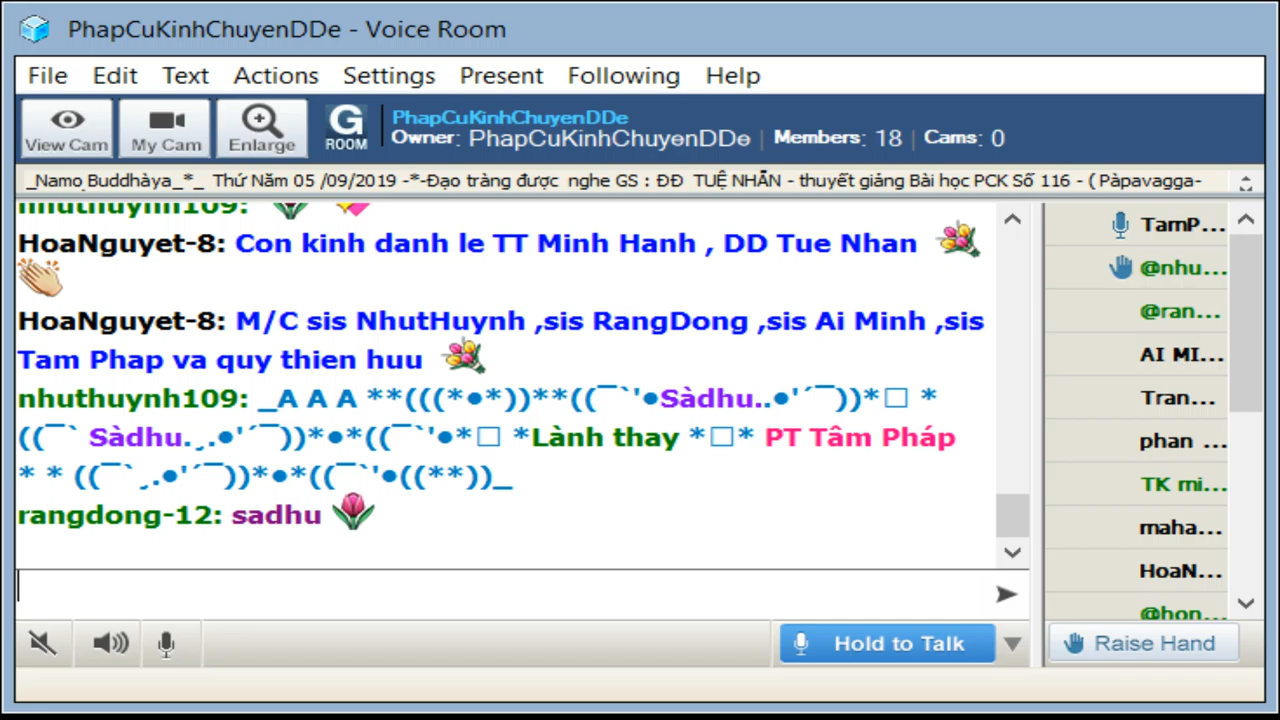 PhapCuKinhChuyenDDe - Voice Room
File Edit Text Actions Settings Present Following Help
View Cam My Cam Enlarge G ROOM
PhapCuKinhChuyenDDe
Owner: PhapCuKinhChuyenDDe | Members: 18 | Cams: 0
_Namo_Buddhàya_*_ Thứ Năm 05 /09/2019 -*-Đạo tràng được nghe GS : ĐĐ TUỆ NHẪN - thuyết giảng Bài học PCK Số 116 - ( Pàpavagga-
nhuthuynh109:
HoaNguyet-8: Con kinh danh le TT Minh Hanh , DD Tue Nhan
HoaNguyet-8: M/C sis NhutHuynh ,sis RangDong ,sis Ai Minh ,sis
Tam Phap va quy thien huu
nhuthuynh109: _A A A **(((*●*))**((¯`'●Sàdhu..●'´¯))*□ *
((¯` Sàdhu.¸.●'´¯))*●*((¯`'●*□ *Lành thay *□* PT Tâm Pháp
* * ((¯`¸.●'´¯))*●*((¯`'●((**))_
rangdong-12: sadhu
TamP...
@nhu...
@ran...
AI MI...
Tran...
phan ...
TK mi...
maha...
HoaN...
@hon...
Hold to Talk
Raise Hand